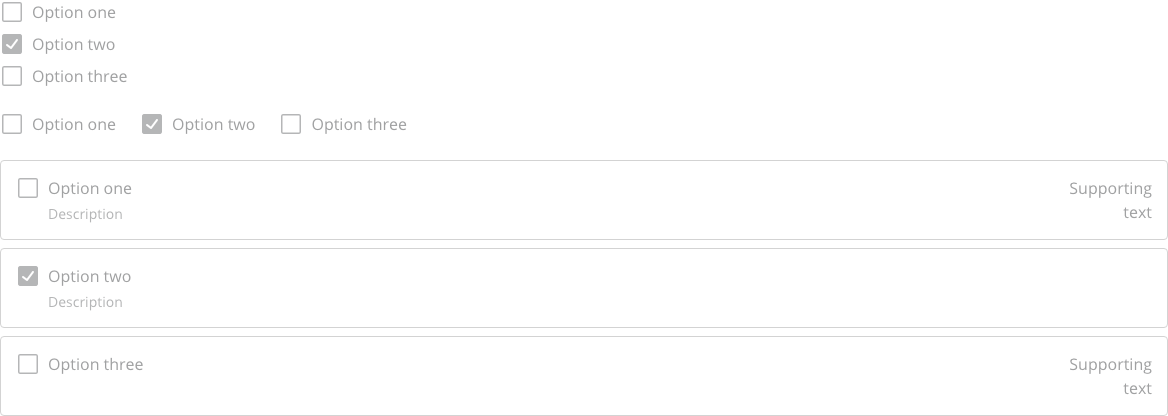 Option one
Option two
Option three
Option one Option two Option three
Option one Supporting
Description text
Option two
Description
Option three Supporting
text